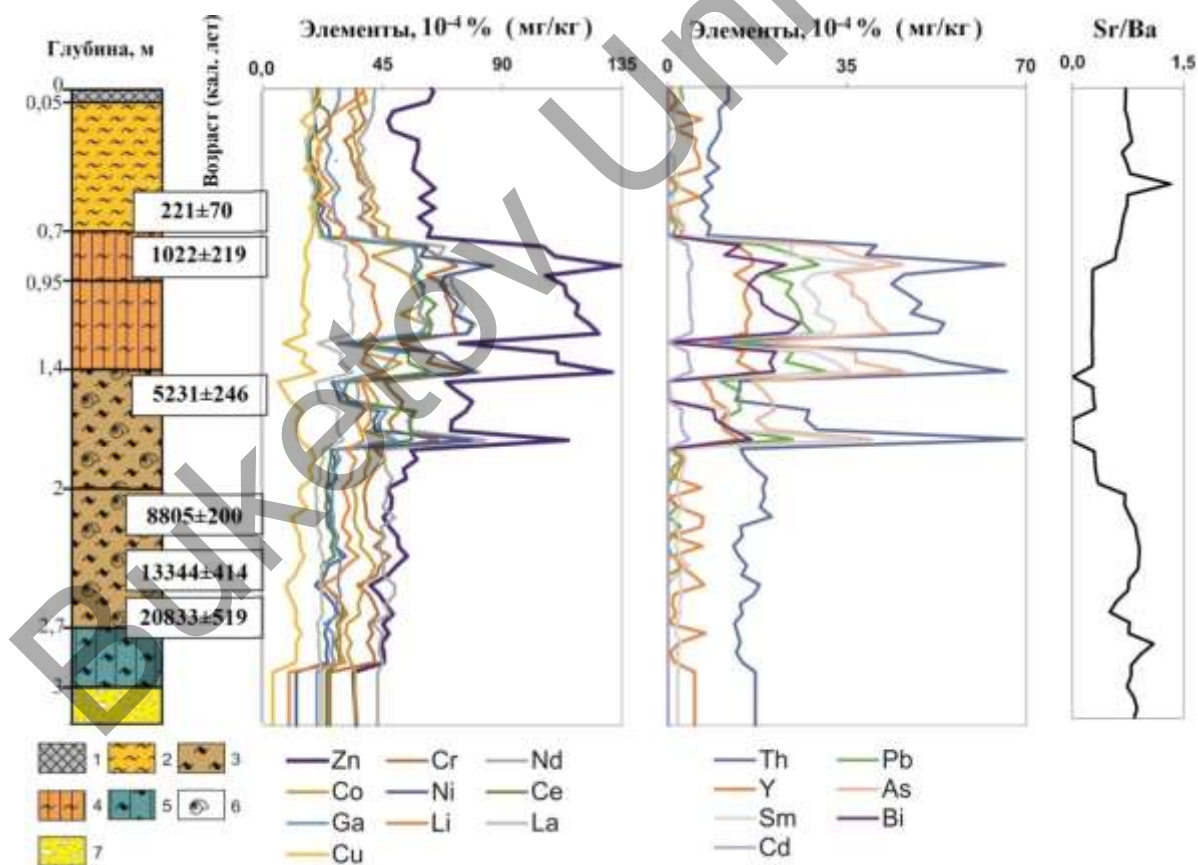 Глубина, м
Возраст (кал. лет)
Элементы, 10⁻⁴ % (мг/кг)
Элементы, 10⁻⁴ % (мг/кг)
Sr/Ba
0,0 45 90 135
0 35 70
0,0 1,5
0
0,05
0,7
0,95
1,4
2
2,7
3
221±70
1022±219
5231±246
8805±200
13344±414
20833±519
1 2 3
4 5 6
7
Zn Cr Nd
Co Ni Ce
Ga Li La
Cu
Th Pb
Y As
Sm Bi
Cd
Buketov Uni